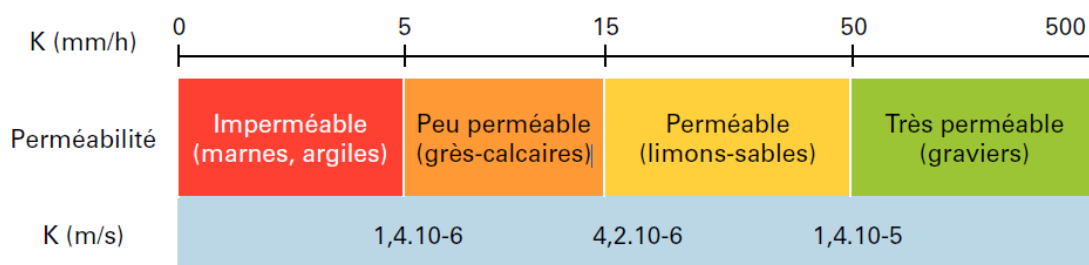 K (mm/h) 0 5 15 50 500
Perméabilité
Imperméable
(marnes, argiles)
Peu perméable
(grès-calcaires)
Perméable
(limons-sables)
Très perméable
(graviers)
K (m/s) 1,4.10-6 4,2.10-6 1,4.10-5